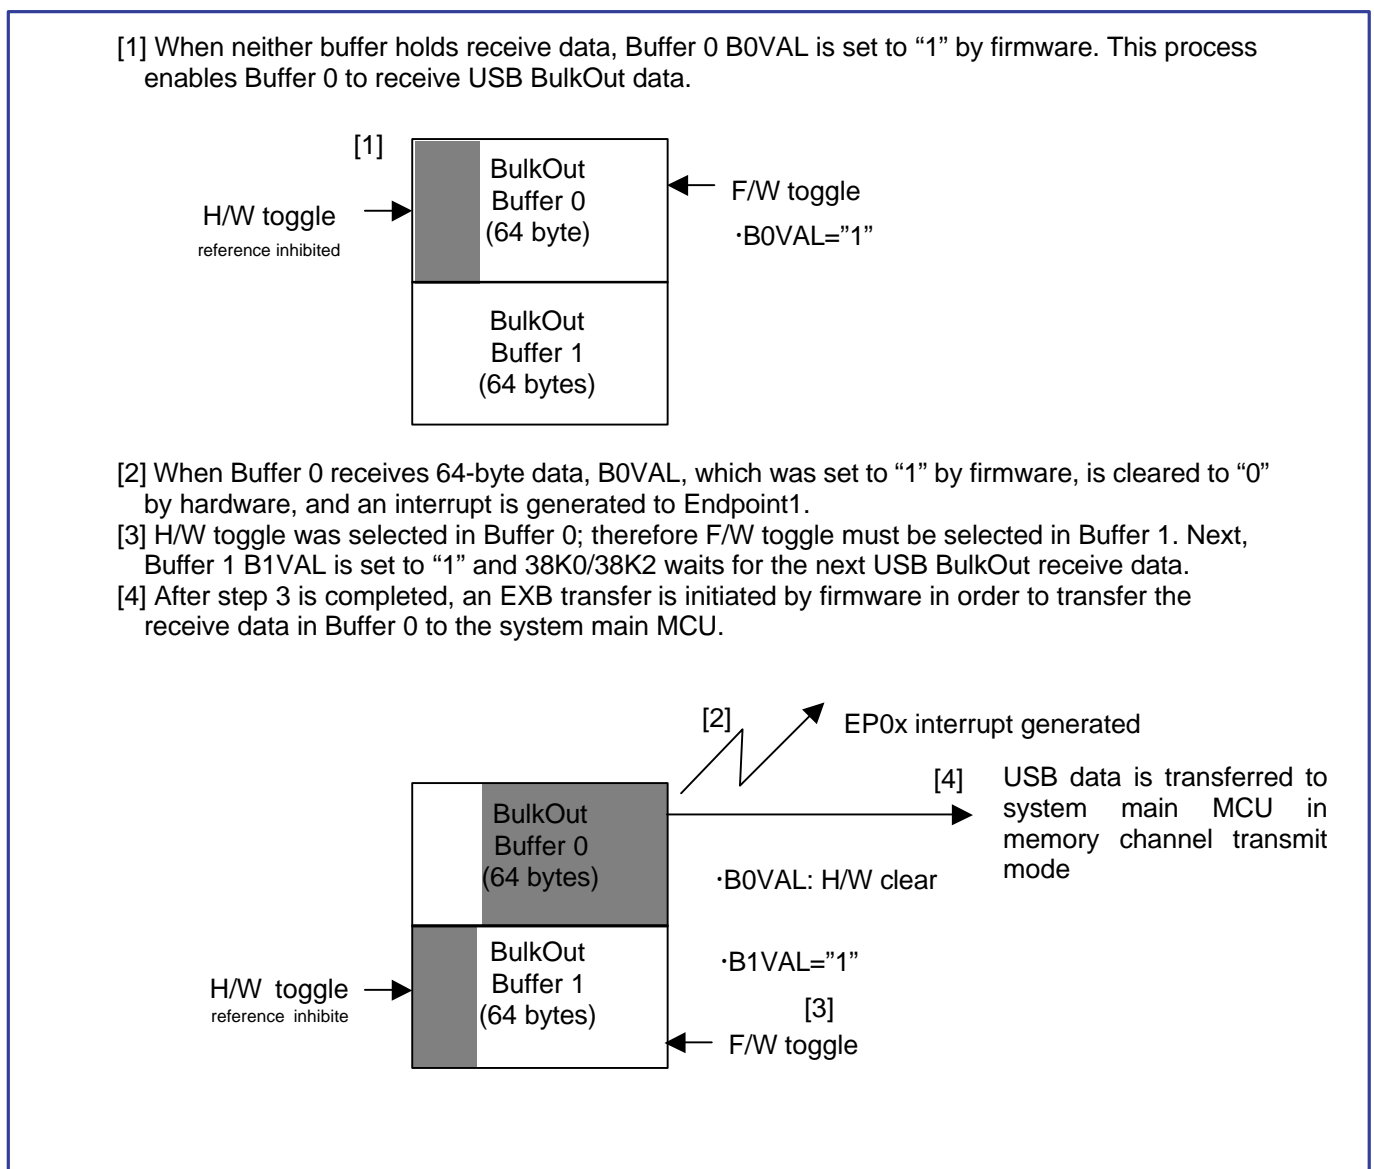 [1] When neither buffer holds receive data, Buffer 0 B0VAL is set to “1” by firmware. This process
enables Buffer 0 to receive USB BulkOut data.
[1]
BulkOut
Buffer 0
(64 byte)
H/W toggle
reference inhibited
F/W toggle
·B0VAL=”1”
BulkOut
Buffer 1
(64 bytes)
[2] When Buffer 0 receives 64-byte data, B0VAL, which was set to “1” by firmware, is cleared to “0”
by hardware, and an interrupt is generated to Endpoint1.
[3] H/W toggle was selected in Buffer 0; therefore F/W toggle must be selected in Buffer 1. Next,
Buffer 1 B1VAL is set to “1” and 38K0/38K2 waits for the next USB BulkOut receive data.
[4] After step 3 is completed, an EXB transfer is initiated by firmware in order to transfer the
receive data in Buffer 0 to the system main MCU.
[2]
EP0x interrupt generated
[4]
USB data is transferred to
system main MCU in
memory channel transmit
mode
BulkOut
Buffer 0
(64 bytes)
·B0VAL: H/W clear
BulkOut
Buffer 1
(64 bytes)
·B1VAL=”1”
H/W toggle
reference inhibite
[3]
F/W toggle